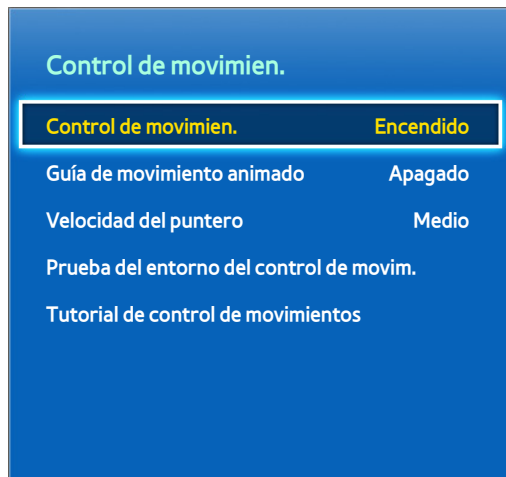 Control de movimien.
Control de movimien. Encendido
Guía de movimiento animado Apagado
Velocidad del puntero Medio
Prueba del entorno del control de movim.
Tutorial de control de movimientos